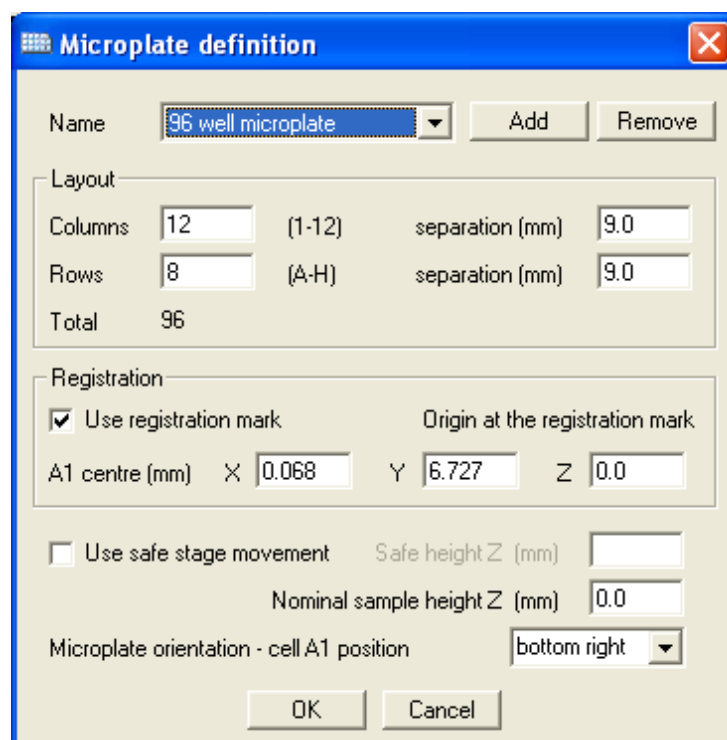 Microplate definition
Name 96 well microplate Add Remove
Layout
Columns 12 (1-12) separation (mm) 9.0
Rows 8 (A-H) separation (mm) 9.0
Total 96
Registration
Use registration mark Origin at the registration mark
A1 centre (mm) X 0.068 Y 6.727 Z 0.0
Use safe stage movement Safe height Z (mm)
Nominal sample height Z (mm) 0.0
Microplate orientation - cell A1 position bottom right
OK Cancel